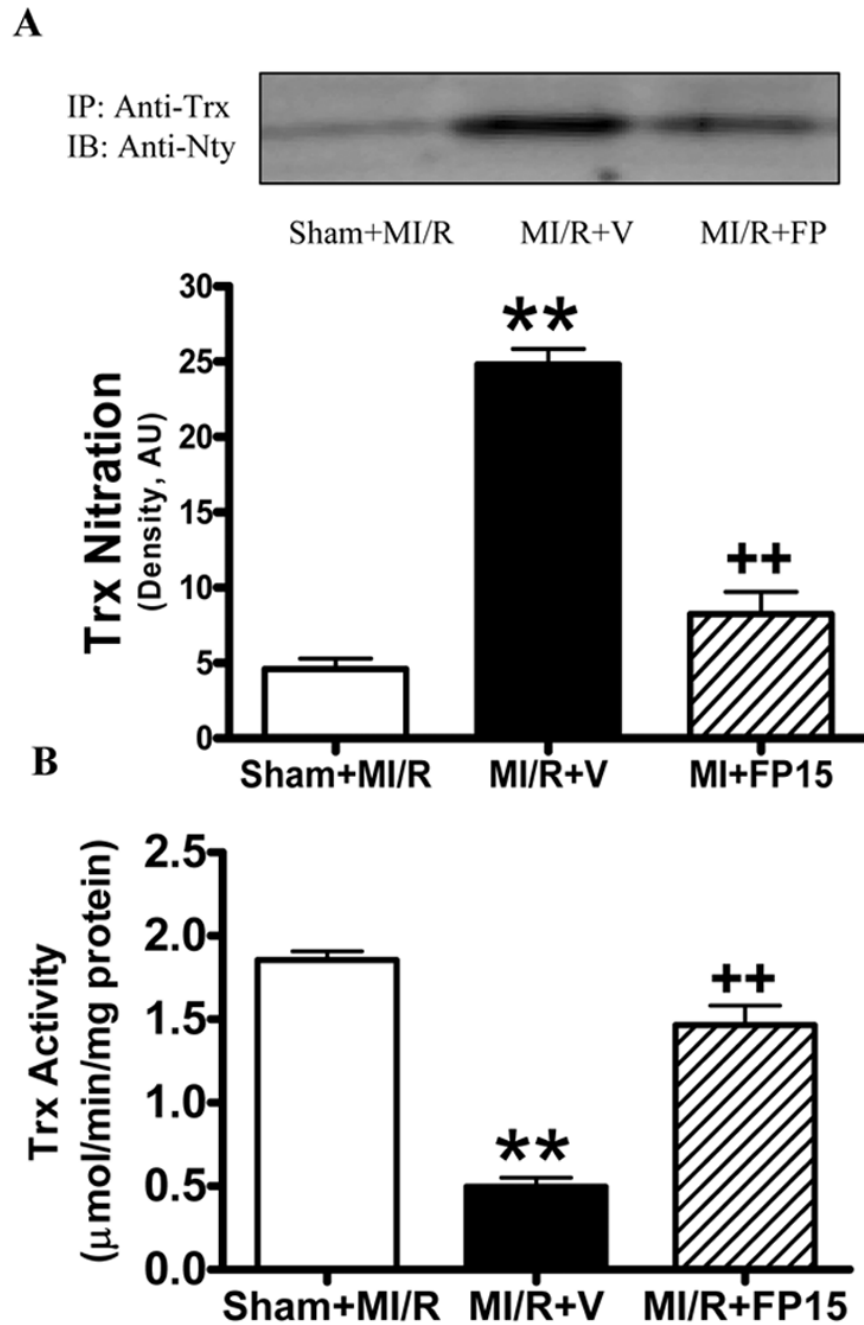 A
IP: Anti-Trx
IB: Anti-Nty
Sham+MI/R MI/R+V MI/R+FP
Trx Nitration
(Density, AU)
30
25
20
15
10
5
0
**
++
Sham+MI/R MI/R+V MI+FP15
B
Trx Activity
(μmol/min/mg protein)
2.5
2.0
1.5
1.0
0.5
0.0
**
++
Sham+MI/R MI/R+V MI/R+FP15